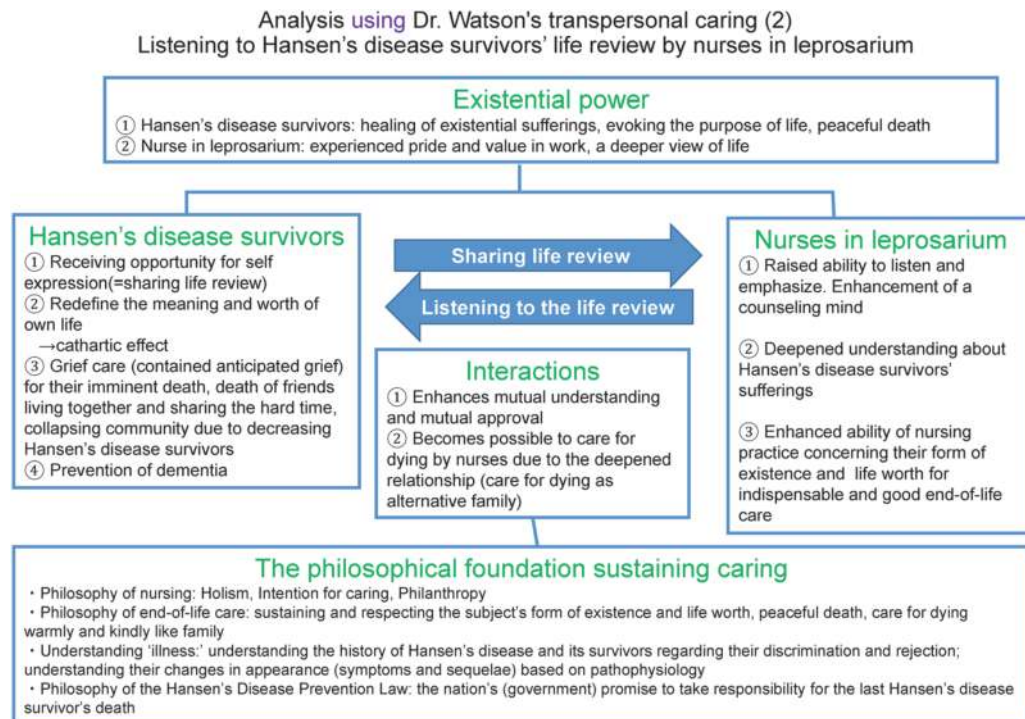 Analysis using Dr. Watson's transpersonal caring (2)
Listening to Hansen's disease survivors' life review by nurses in leprosarium
Existential power
① Hansen's disease survivors: healing of existential sufferings, evoking the purpose of life, peaceful death
② Nurse in leprosarium: experienced pride and value in work, a deeper view of life
Hansen's disease survivors
① Receiving opportunity for self
expression(=sharing life review)
② Redefine the meaning and worth of
own life
→cathartic effect
③ Grief care (contained anticipated grief)
for their imminent death, death of friends
living together and sharing the hard time,
collapsing community due to decreasing
Hansen's disease survivors
④ Prevention of dementia
Sharing life review
Listening to the life review
Interactions
① Enhances mutual understanding
and mutual approval
② Becomes possible to care for
dying by nurses due to the deepened
relationship (care for dying as
alternative family)
Nurses in leprosarium
① Raised ability to listen and
emphasize. Enhancement of a
counseling mind
② Deepened understanding about
Hansen's disease survivors'
sufferings
③ Enhanced ability of nursing
practice concerning their form of
existence and life worth for
indispensable and good end-of-life
care
The philosophical foundation sustaining caring
・Philosophy of nursing: Holism, Intention for caring, Philanthropy
・Philosophy of end-of-life care: sustaining and respecting the subject's form of existence and life worth, peaceful death, care for dying
warmly and kindly like family
・Understanding 'illness:' understanding the history of Hansen's disease and its survivors regarding their discrimination and rejection;
understanding their changes in appearance (symptoms and sequelae) based on pathophysiology
・Philosophy of the Hansen's Disease Prevention Law: the nation's (government) promise to take responsibility for the last Hansen's disease
survivor's death